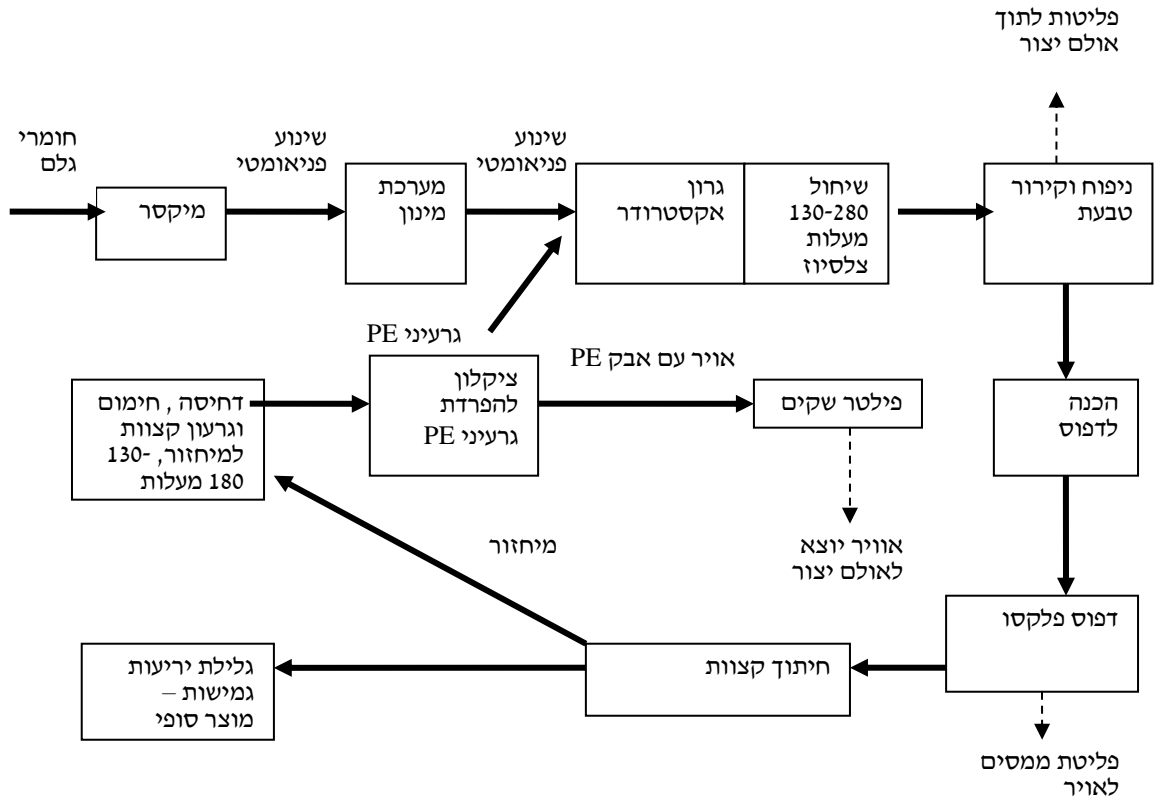 פליטות לתוך
אולם יצור
חומרי
גלם
שינוע
פניאומטי
שינוע
פניאומטי
מיקסר
מערכת
מינון
גרון
אקסטרודר
שיחול
130-280
מעלות
צלסיוז
ניפוח וקירור
טבעת
גרעיני PE
אויר עם אבק PE
דחיסה , חימום
וגרעון קצוות
למיחזור, 130-
180 מעלות
ציקלון
להפרדת
גרעיני PE
פילטר שקים
הכנה
לדפוס
מיחזור
אוויר יוצא
לאולם יצור
דפוס פלקסו
חיתוך קצוות
גלילת יריעות
גמישות –
מוצר סופי
פליטת ממסים
לאויר